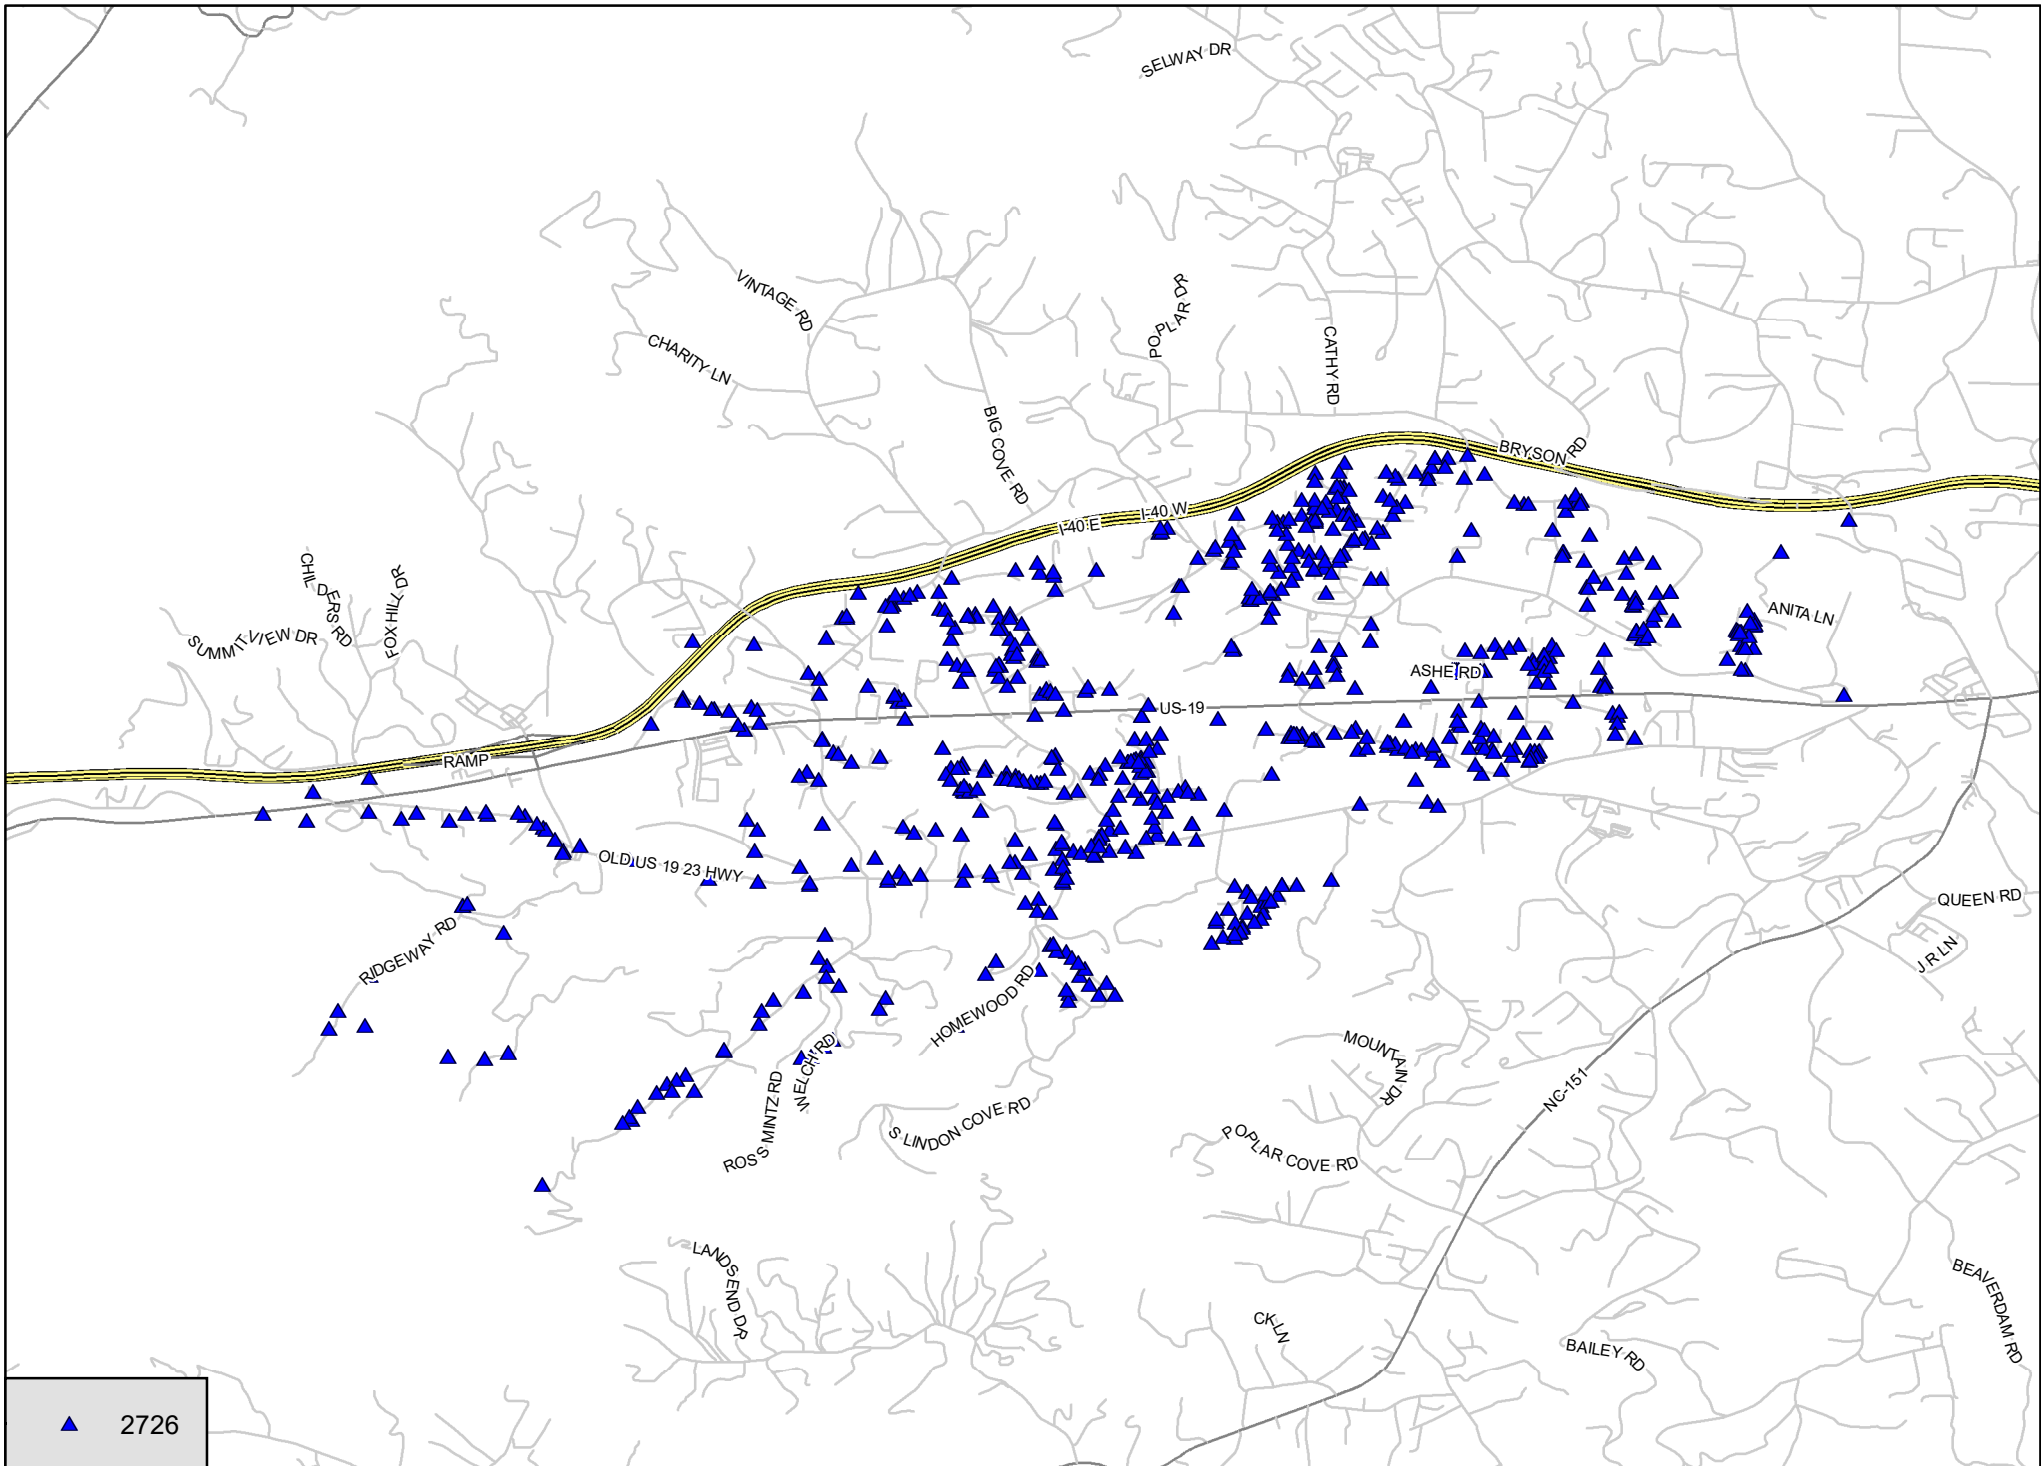 SELWAY DR
VINTAGE RD
POPLAR DR
CHARITY LN
CATHY RD
BIG COVE RD
BRYSON RD
I-40 E
I-40 W
CHILDERS RD
FOX HILL DR
SUMMIT VIEW DR
ANITA LN
ASHE RD
US-19
RAMP
OLD US 19 23 HWY
QUEEN RD
RIDGEWAY RD
J R LN
HOMEWOOD RD
WELCH RD
MOUNTAIN DR
NC-151
ROSS MINTZ RD
S LINDON COVE RD
POPLAR COVE RD
LANDS END DR
BEAVERDAM RD
CK LN
BAILEY RD
2726